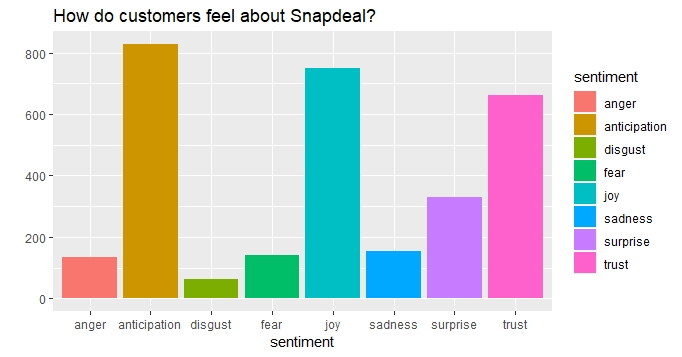 How do customers feel about Snapdeal?
800
600
400
200
0
anger anticipation disgust fear joy sadness surprise trust
sentiment
sentiment
anger
anticipation
disgust
fear
joy
sadness
surprise
trust